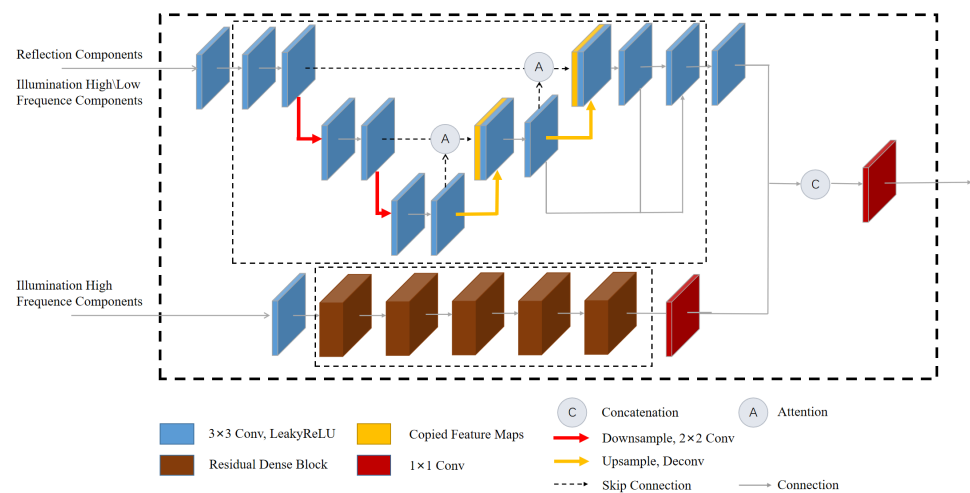 Reflection Components
Illumination High\Low
Frequence Components
A
A
C
Illumination High
Frequence Components
3×3 Conv, LeakyReLU
Copied Feature Maps
C
Concatenation
A
Attention
Downsample, 2×2 Conv
Residual Dense Block
1×1 Conv
Upsample, Deconv
Skip Connection
Connection